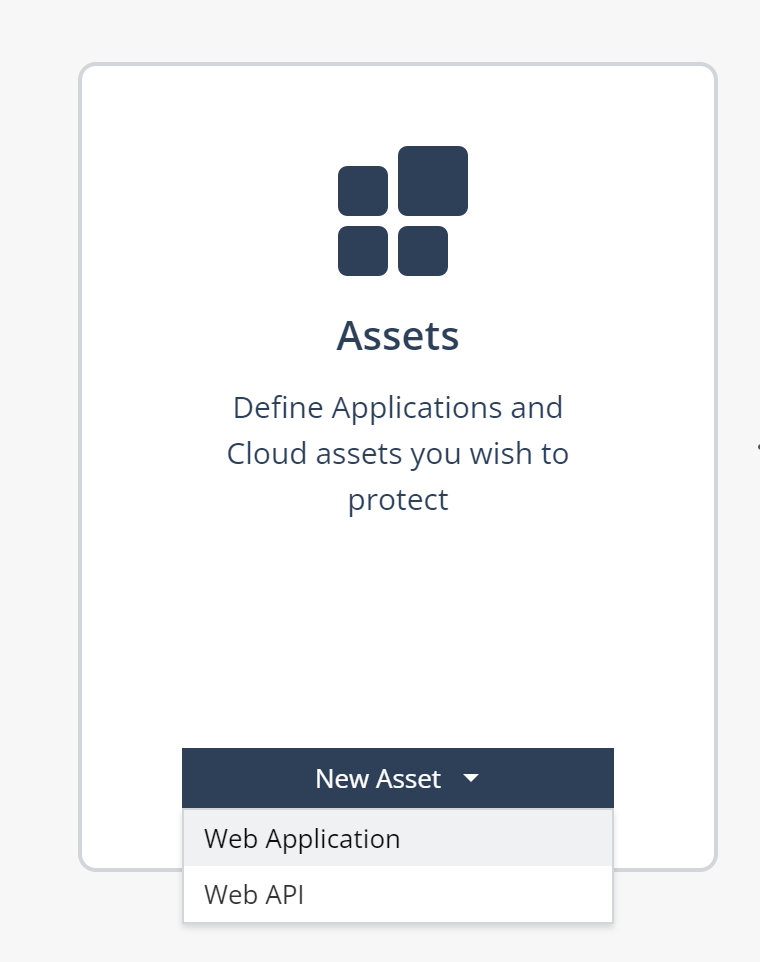 Assets
Define Applications and
Cloud assets you wish to
protect
New Asset
Web Application
Web API